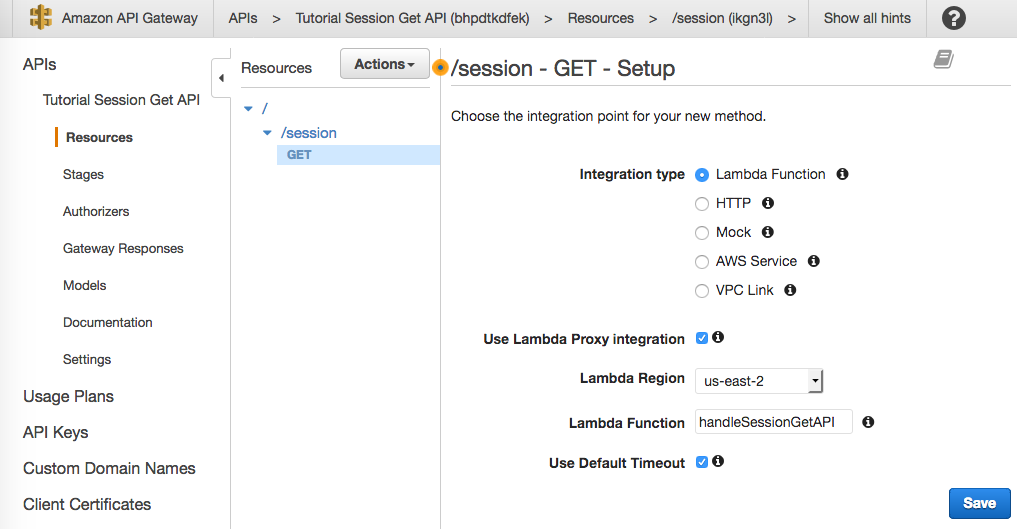 Amazon API Gateway APIs > Tutorial Session Get API (bhpdtkdfek) > Resources > /session (ikgn3l) > Show all hints ?
APIs
Tutorial Session Get API
Resources
Stages
Authorizers
Gateway Responses
Models
Documentation
Settings
Usage Plans
API Keys
Custom Domain Names
Client Certificates
Resources
Actions
/
/session
GET
/session - GET - Setup
Choose the integration point for your new method.
Integration type Lambda Function
HTTP
Mock
AWS Service
VPC Link
Use Lambda Proxy integration
Lambda Region us-east-2
Lambda Function handleSessionGetAPI
Use Default Timeout
Save